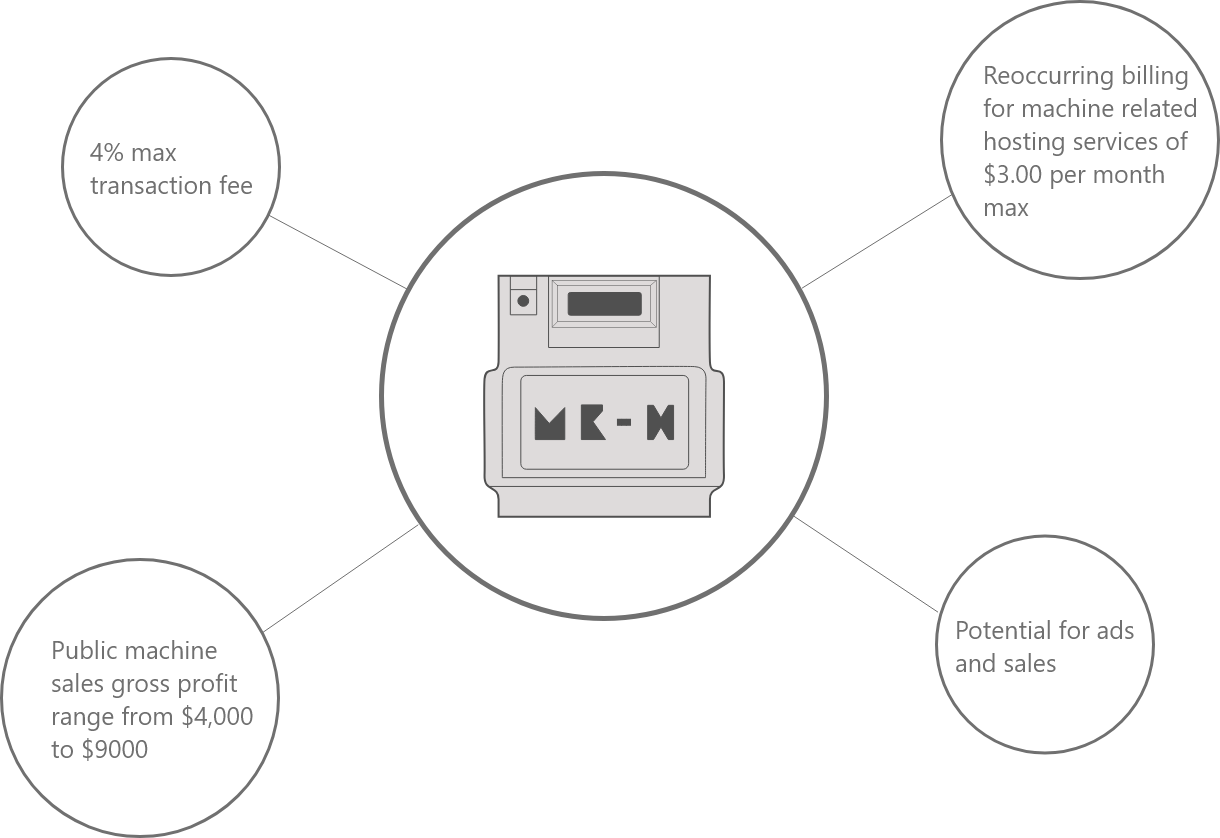 4% max
transaction fee
Reoccurring billing
for machine related
hosting services of
$3.00 per month
max
MK-X
Public machine
sales gross profit
range from $4,000
to $9000
Potential for ads
and sales